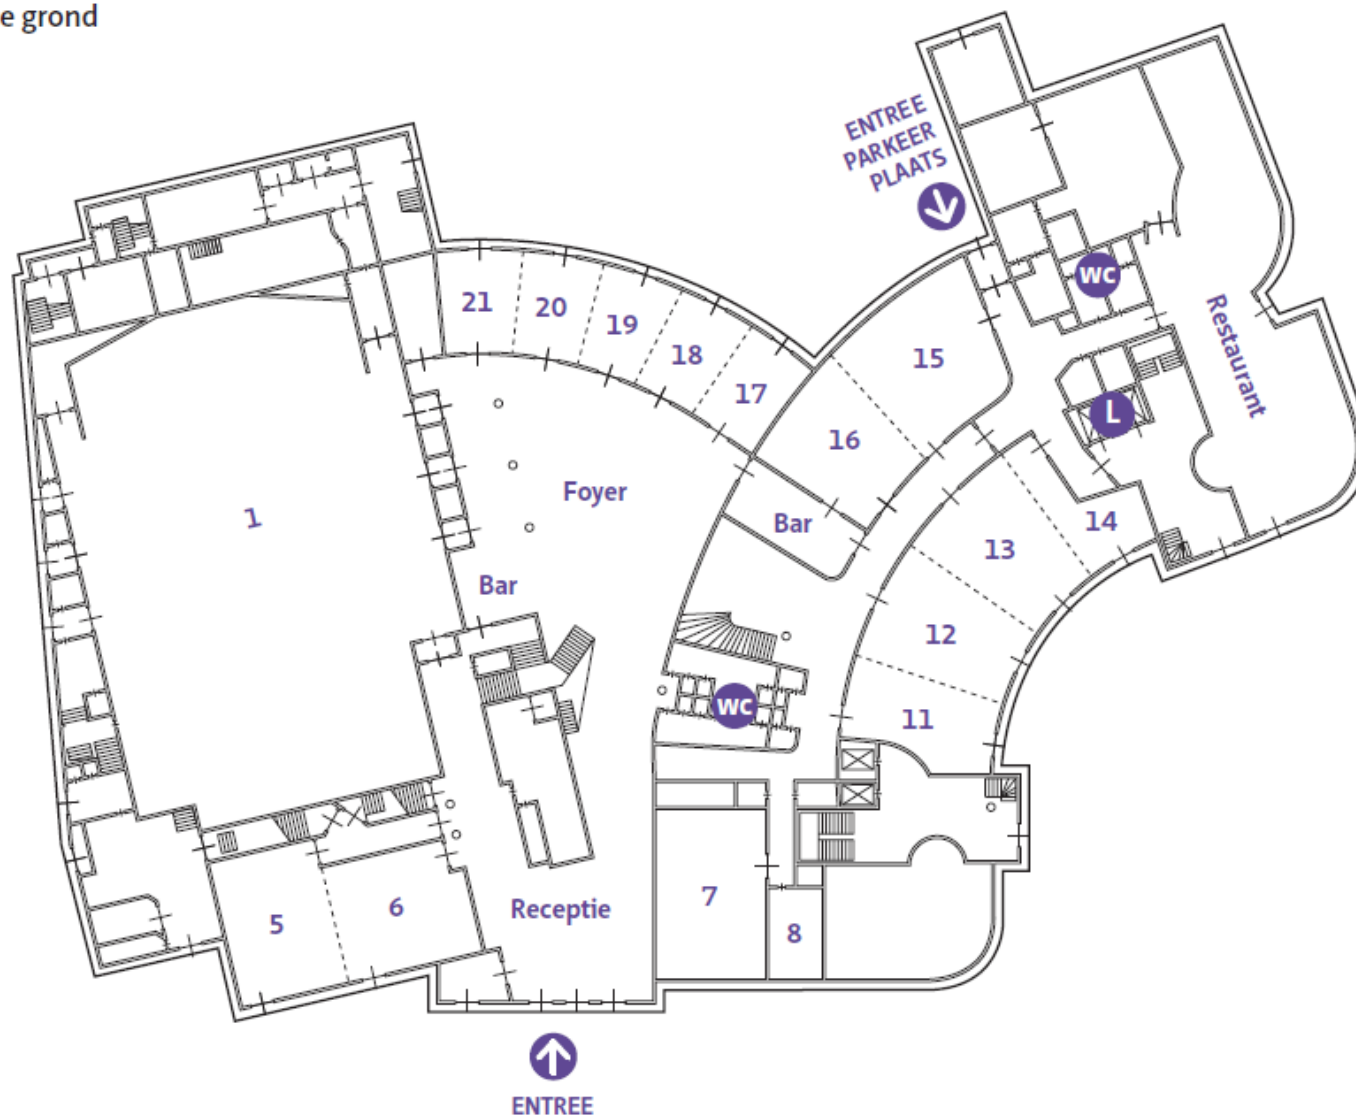 e grond
ENTREE
PARKEER
PLAATS
wc
Restaurant
21
20
19
18
17
15
16
L
Foyer
Bar
14
13
1
Bar
12
wc
11
7
6
5
Receptie
8
ENTREE